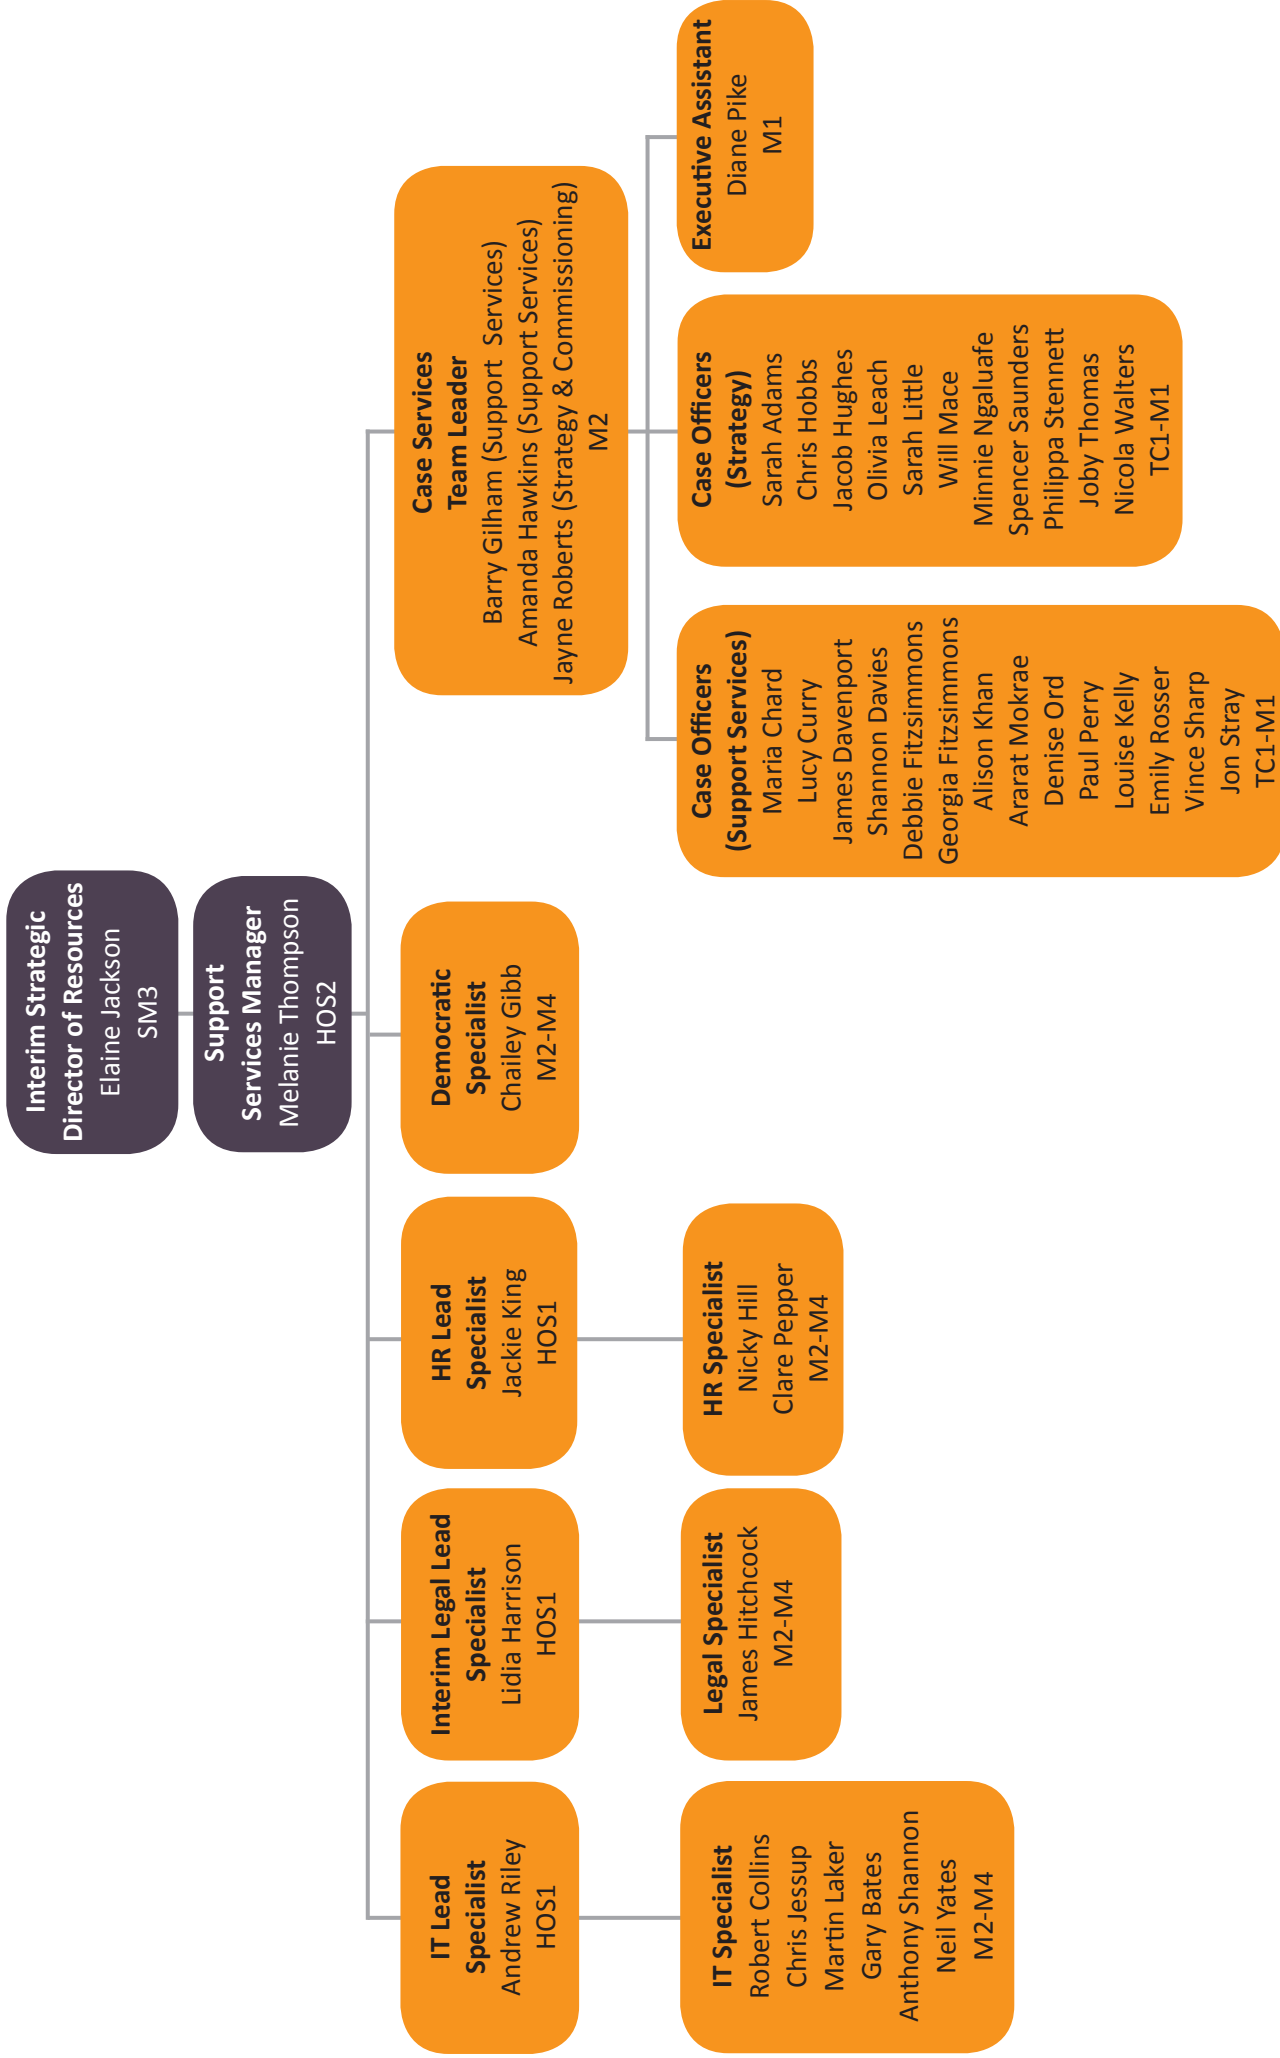 Interim Strategic
Director of Resources
Elaine Jackson
SM3
Support
Services Manager
Melanie Thompson
HOS2
IT Lead
Specialist
Andrew Riley
HOS1
Interim Legal Lead
Specialist
Lidia Harrison
HOS1
HR Lead
Specialist
Jackie King
HOS1
Democratic
Specialist
Chailey Gibb
M2-M4
Case Services
Team Leader
Barry Gilham (Support Services)
Amanda Hawkins (Support Services)
Jayne Roberts (Strategy & Commissioning)
M2
IT Specialist
Robert Collins
Chris Jessup
Martin Laker
Gary Bates
Anthony Shannon
Neil Yates
M2-M4
Legal Specialist
James Hitchcock
M2-M4
HR Specialist
Nicky Hill
Clare Pepper
M2-M4
Case Officers
(Support Services)
Maria Chard
Lucy Curry
James Davenport
Shannon Davies
Debbie Fitzsimmons
Georgia Fitzsimmons
Alison Khan
Ararat Mokrae
Denise Ord
Paul Perry
Louise Kelly
Emily Rosser
Vince Sharp
Jon Stray
TC1-M1
Case Officers
(Strategy)
Sarah Adams
Chris Hobbs
Jacob Hughes
Olivia Leach
Sarah Little
Will Mace
Minnie Ngaluafe
Spencer Saunders
Philippa Stennett
Joby Thomas
Nicola Walters
TC1-M1
Executive Assistant
Diane Pike
M1